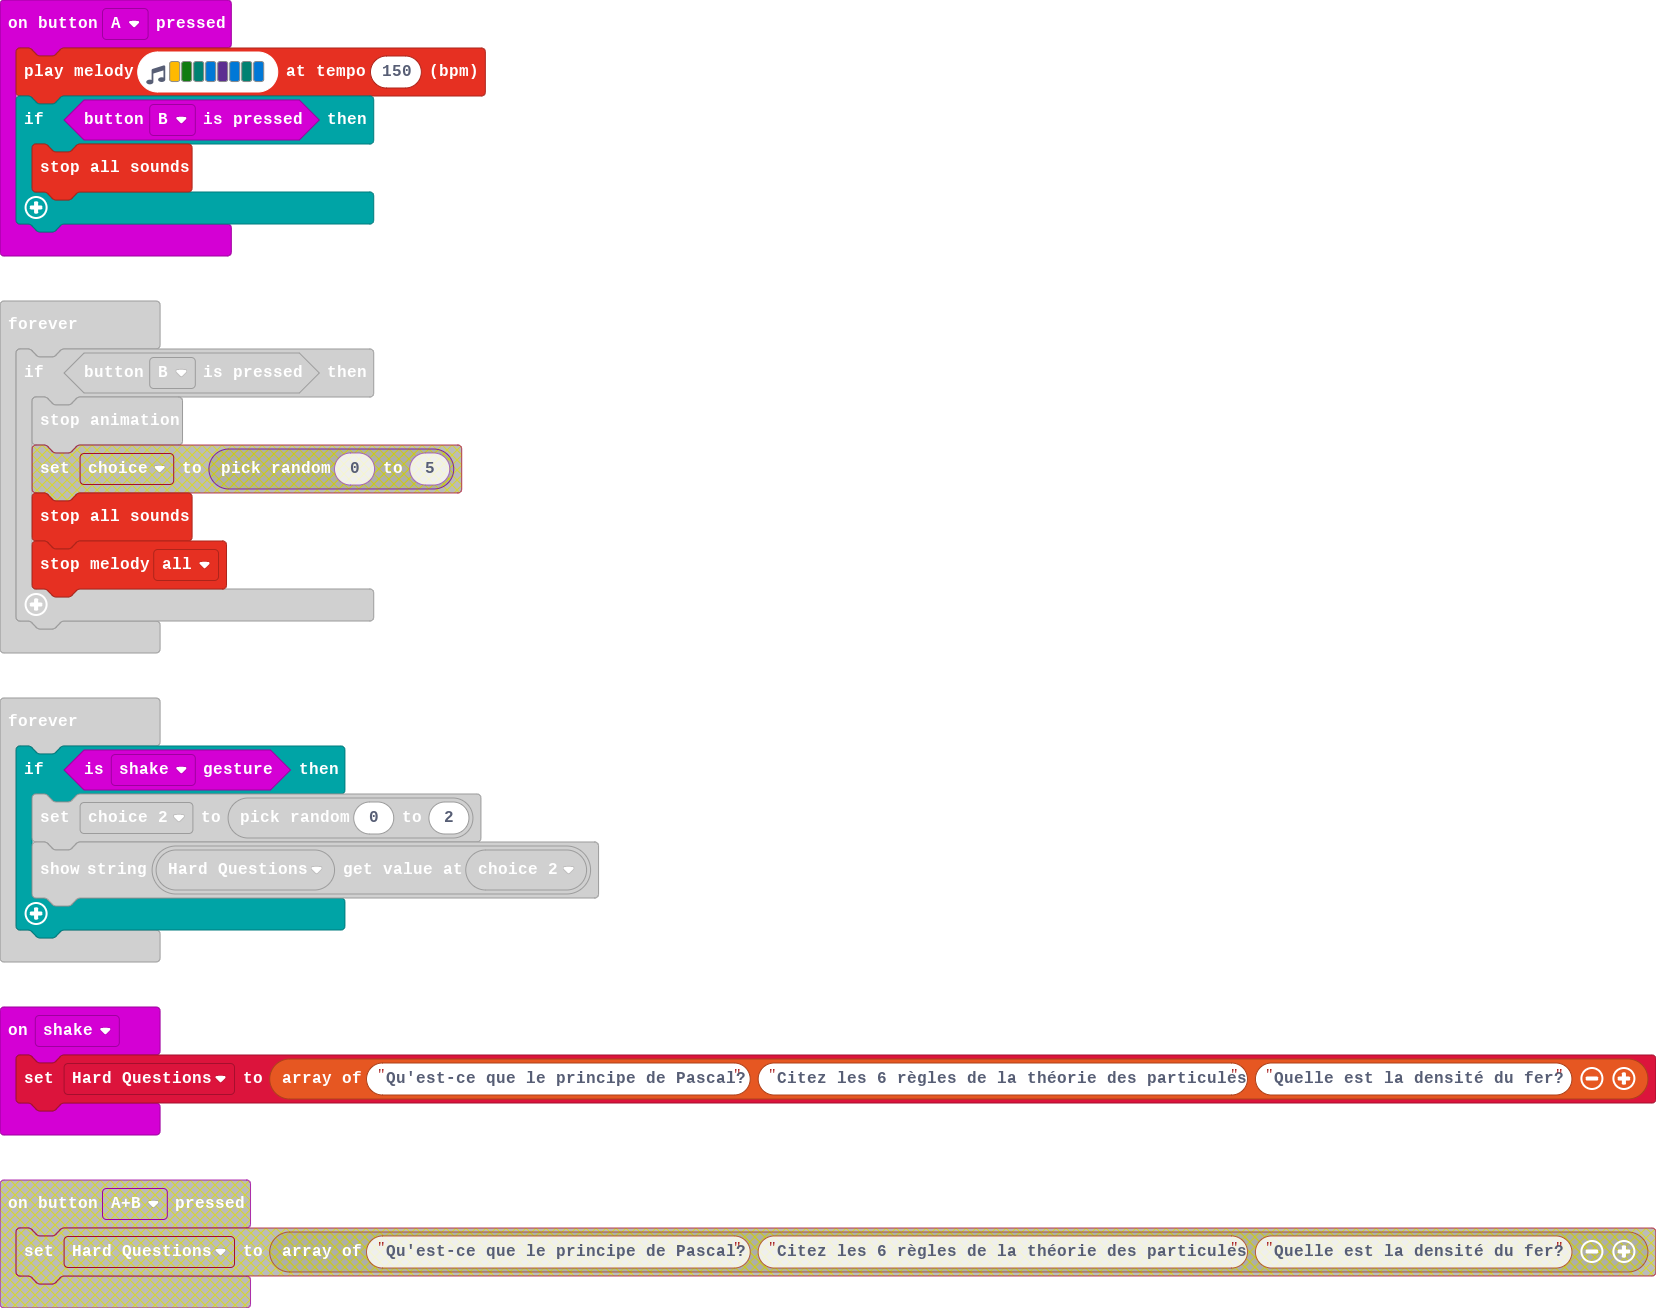 on button A pressed
play melody at tempo 150 (bpm)
if button B is pressed then
stop all sounds
forever
if button B is pressed then
stop animation
set choice to pick random 0 to 5
stop all sounds
stop melody all
forever
if is shake gesture then
set choice 2 to pick random 0 to 2
show string Hard Questions get value at choice 2
on shake
set Hard Questions to array of "Qu'est-ce que le principe de Pascal?" "Citez les 6 règles de la théorie des particules" "Quelle est la densité du fer?"
on button A+B pressed
set Hard Questions to array of "Qu'est-ce que le principe de Pascal?" "Citez les 6 règles de la théorie des particules" "Quelle est la densité du fer?"